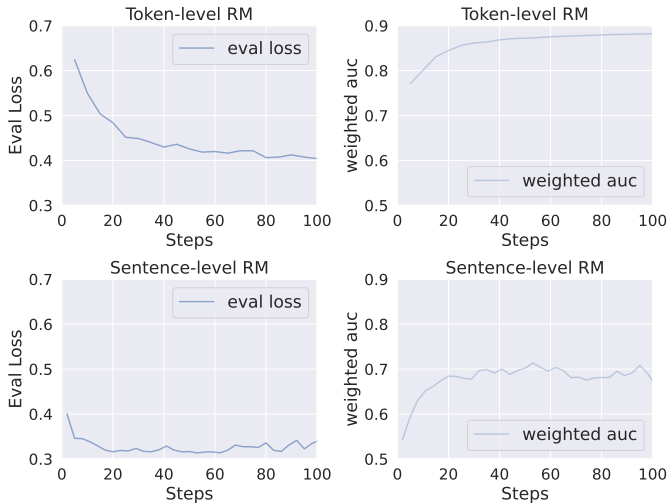 Token-level RM
Eval Loss
0.7
0.6
0.5
0.4
0.3
eval loss
0 20 40 60 80 100
Steps
Token-level RM
weighted auc
0.9
0.8
0.7
0.6
0.5
weighted auc
0 20 40 60 80 100
Steps
Sentence-level RM
Eval Loss
0.7
0.6
0.5
0.4
0.3
eval loss
0 20 40 60 80 100
Steps
Sentence-level RM
weighted auc
0.9
0.8
0.7
0.6
0.5
weighted auc
0 20 40 60 80 100
Steps